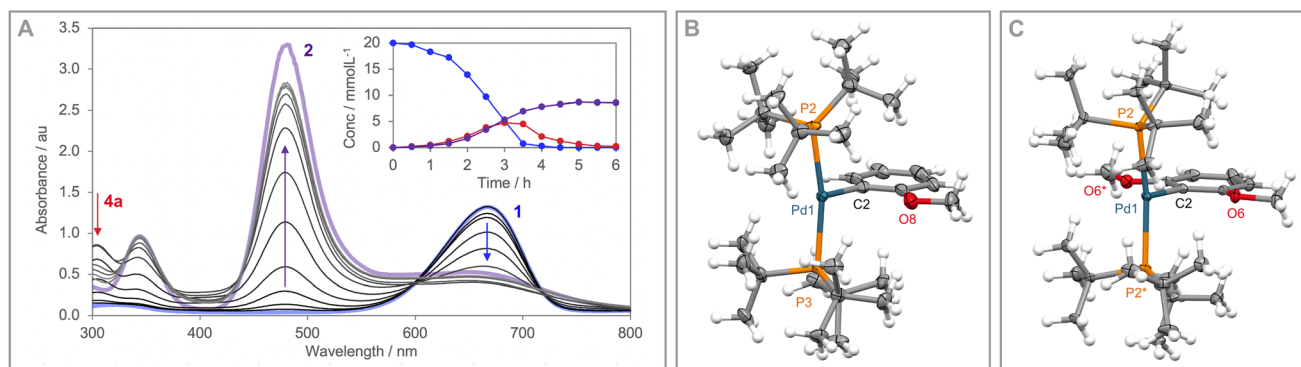 A
3.5
3.0
2.5
2.0
1.5
1.0
0.5
0.0
Absorbance / au
300
400
500
600
700
800
Wavelength / nm
4a
2
1
20
15
10
5
0
Conc / mmolL-1
0
1
2
3
4
5
6
Time / h
B
P2
Pd1
C2
O8
P3
C
P2
O6*
Pd1
C2
O6
P2*